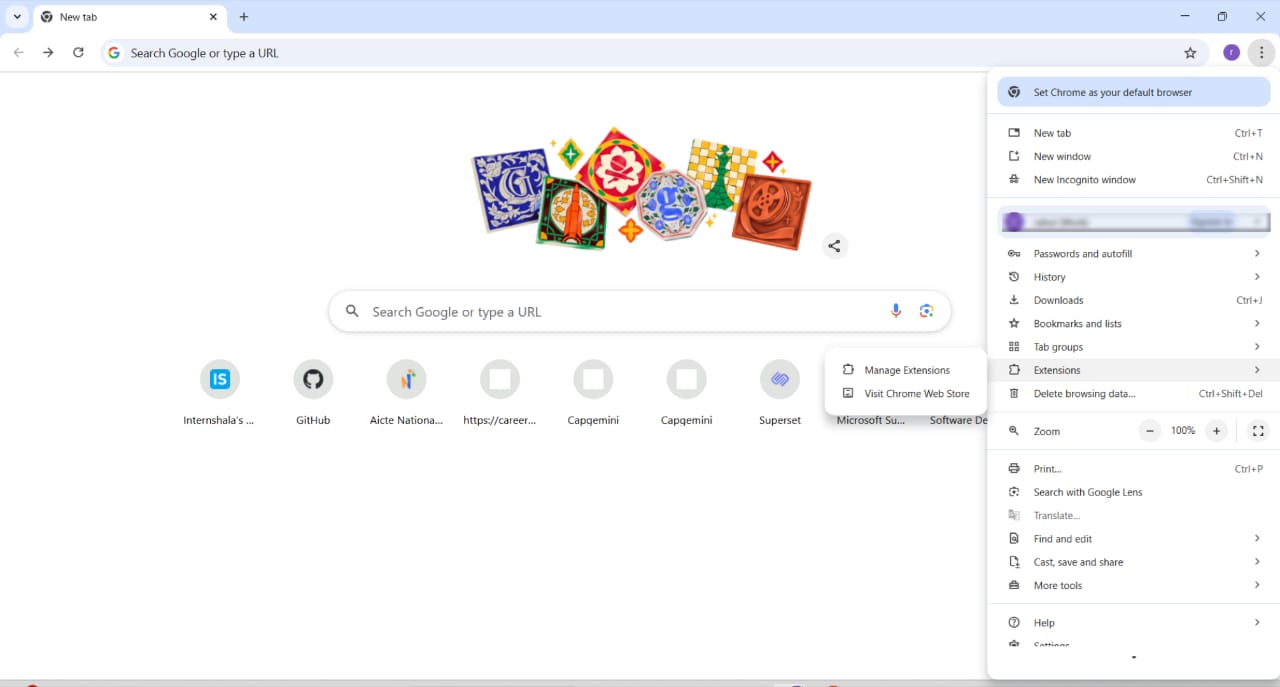 New tab
Search Google or type a URL
Set Chrome as your default browser
New tab Ctrl+T
New window Ctrl+N
New Incognito window Ctrl+Shift+N
Passwords and autofill
History
Downloads Ctrl+J
Bookmarks and lists
Tab groups
Extensions
Delete browsing data... Ctrl+Shift+Del
Zoom 100%
Print... Ctrl+P
Search with Google Lens
Translate...
Find and edit
Cast, save and share
More tools
Help
Settings
Manage Extensions
Visit Chrome Web Store
G
g
Search Google or type a URL
IS
Internshala's ...
GitHub
Aicte Nationa...
https://career...
Capgemini
Capgemini
Superset
Microsoft Su...
Software De
r